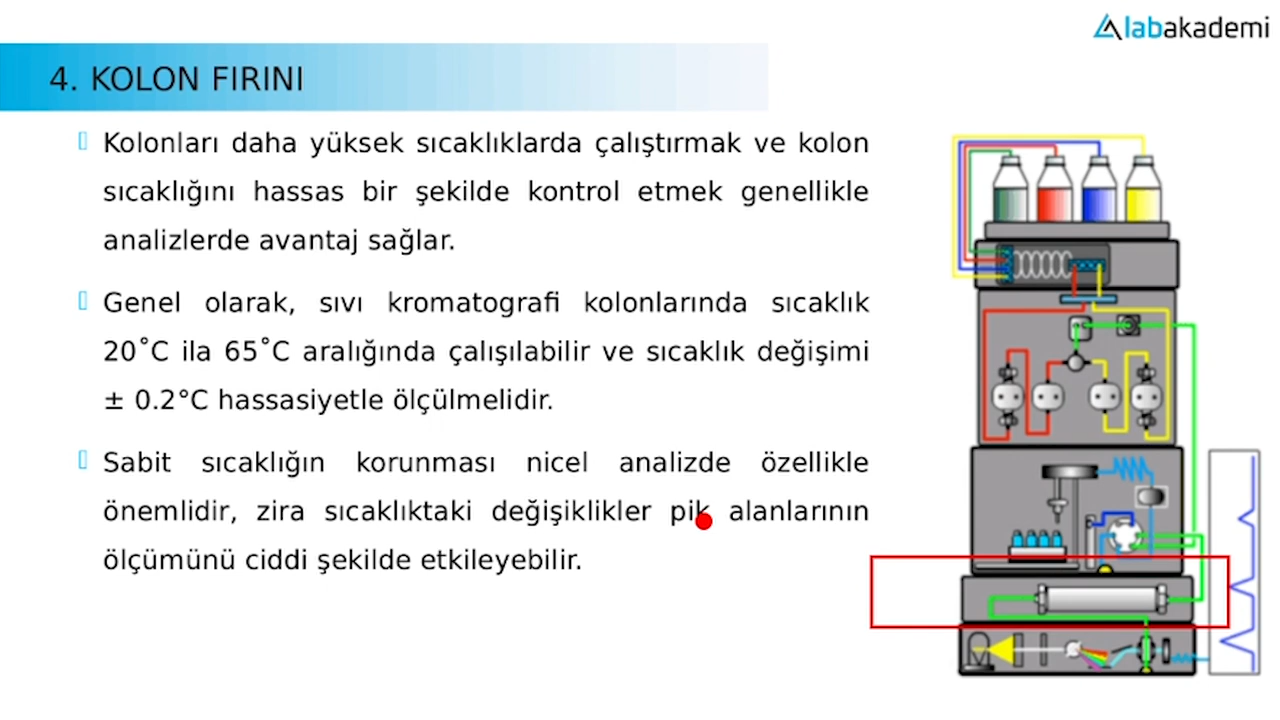 labakademi
4. KOLON FIRINI
Kolonları daha yüksek sıcaklıklarda çalıştırmak ve kolon
sıcaklığını hassas bir şekilde kontrol etmek genellikle
analizlerde avantaj sağlar.
Genel olarak, sıvı kromatografi kolonlarında sıcaklık
20˚C ila 65˚C aralığında çalışılabilir ve sıcaklık değişimi
± 0.2°C hassasiyetle ölçülmelidir.
Sabit sıcaklığın korunması nicel analizde özellikle
önemlidir, zira sıcaklıktaki değişiklikler pik alanlarının
ölçümünü ciddi şekilde etkileyebilir.